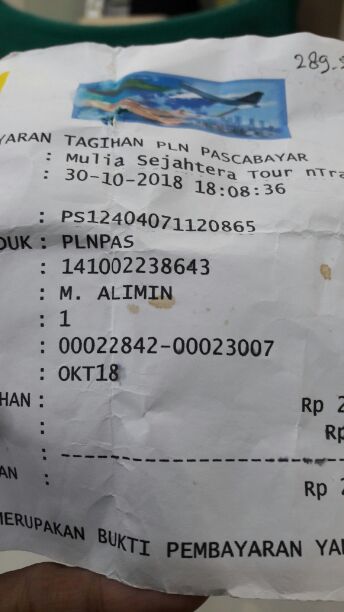 289.
YARAN TAGIHAN PLN PASCABAYAR
: Mulia Sejahtera Tour nTra
: 30-10-2018 18:08:36
: PS12404071120865
DUK : PLNPAS
: 141002238643
: M. ALIMIN
: 1
: 00022842-00023007
: OKT18
HAN : Rp 2
: Rp
: --------------------------------
AN : Rp 2
MERUPAKAN BUKTI PEMBAYARAN YA